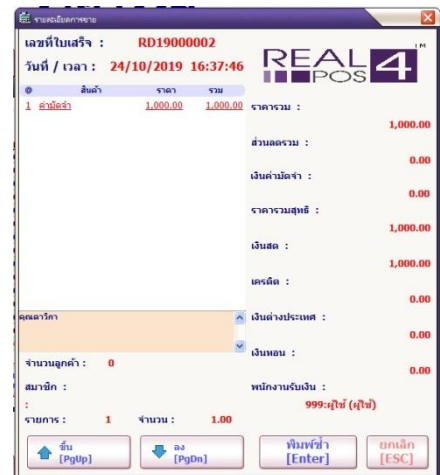 รายละเอียดการขาย
เลขที่ใบเสร็จ : RD19000002
วันที่ / เวลา : 24/10/2019 16:37:46
REAL POS 4 TM
@ สินค้า ราคา รวม
1 ค่ามัดจำ 1,000.00 1,000.00
ราคารวม :
1,000.00
ส่วนลดรวม :
0.00
เงินค่ามัดจำ :
0.00
ราคารวมสุทธิ :
1,000.00
เงินสด :
1,000.00
เครดิต :
0.00
เงินต่างประเทศ :
0.00
เงินทอน :
0.00
พนักงานรับเงิน :
999:ผู้ใช้ (ผู้ใช้)
คุณดาวิกา
จำนวนลูกค้า : 0
สมาชิก :
:
รายการ : 1 จำนวน : 1.00
ขึ้น
[PgUp]
ลง
[PgDn]
พิมพ์ซ้ำ
[Enter]
ยกเลิก
[ESC]